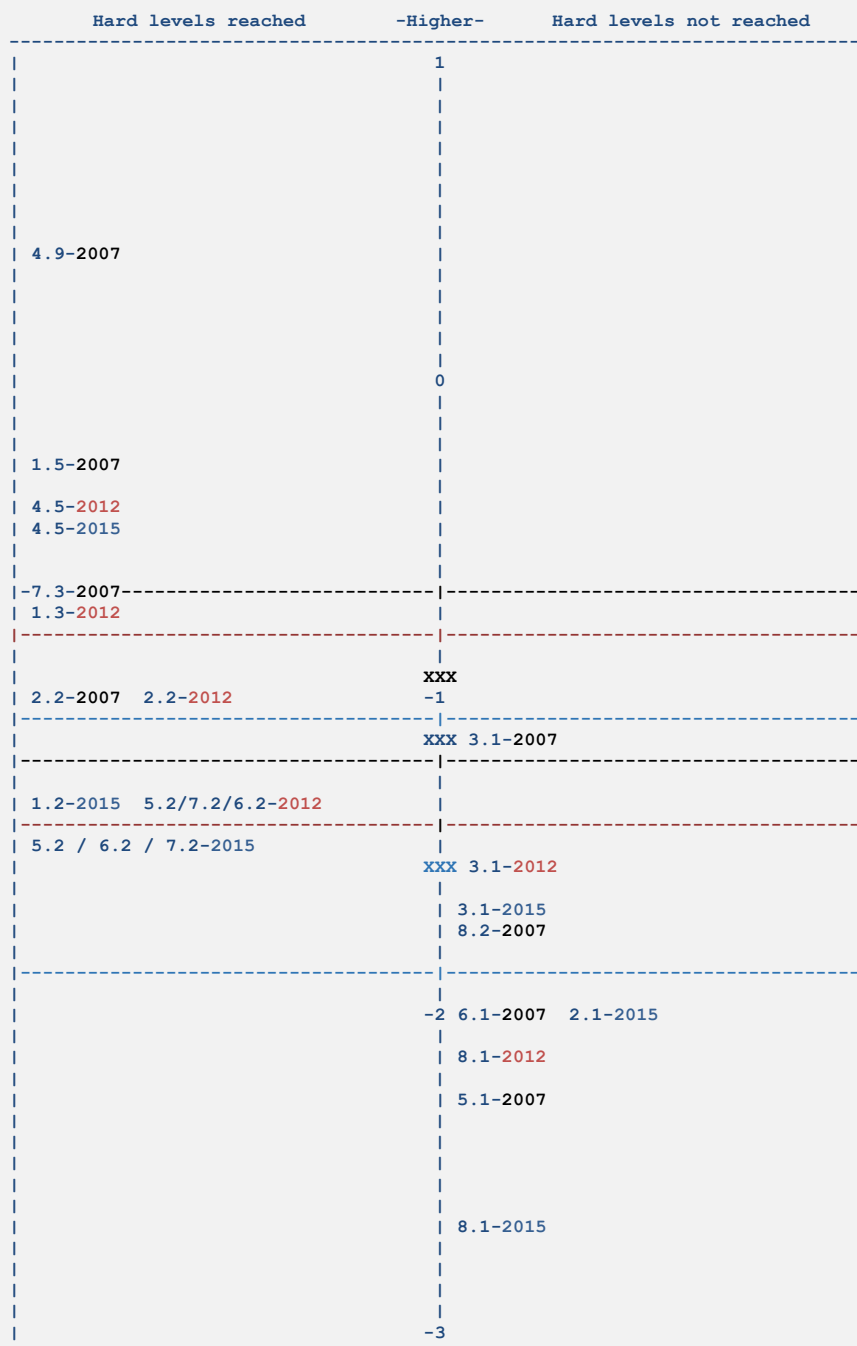 Hard levels reached -Higher- Hard levels not reached
1
4.9-2007
0
1.5-2007
4.5-2012
4.5-2015
-7.3-2007
1.3-2012
XXX
2.2-2007 2.2-2012 -1
XXX 3.1-2007
1.2-2015 5.2/7.2/6.2-2012
5.2 / 6.2 / 7.2-2015
XXX 3.1-2012
3.1-2015
8.2-2007
-2 6.1-2007 2.1-2015
8.1-2012
5.1-2007
8.1-2015
-3